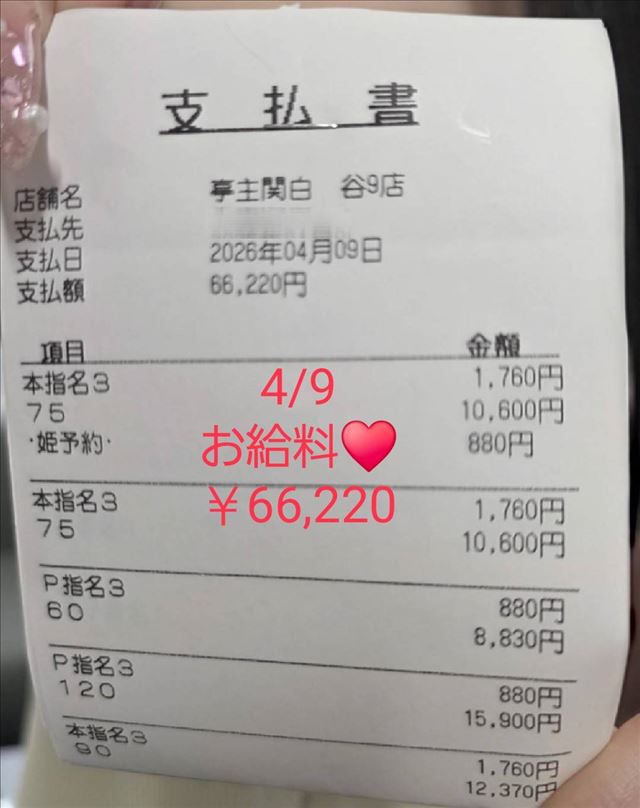 支払書
店舗名 亭主関白 谷9店
支払先
支払日 2026年04月09日
支払額 66,220円
項目 金額
本指名3 1,760円
75 10,600円
・姫予約・ 880円
4/9
お給料❤
￥66,220
本指名3 1,760円
75 10,600円
P指名3 880円
60 8,830円
P指名3 880円
120 15,900円
本指名3 1,760円
90 12,370円